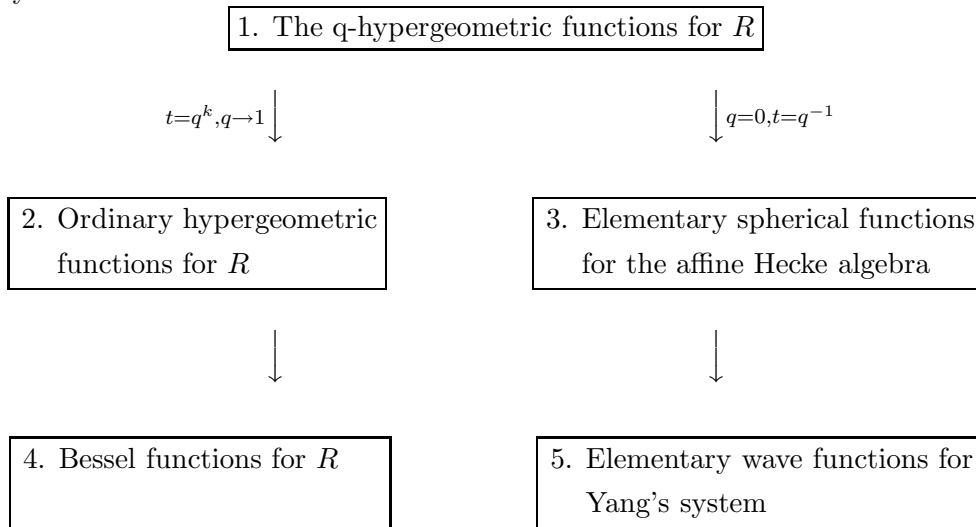 1. The q-hypergeometric functions for R
t=q^k,q→1
q=0,t=q^{-1}
2. Ordinary hypergeometric
functions for R
3. Elementary spherical functions
for the affine Hecke algebra
4. Bessel functions for R
5. Elementary wave functions for
Yang's system